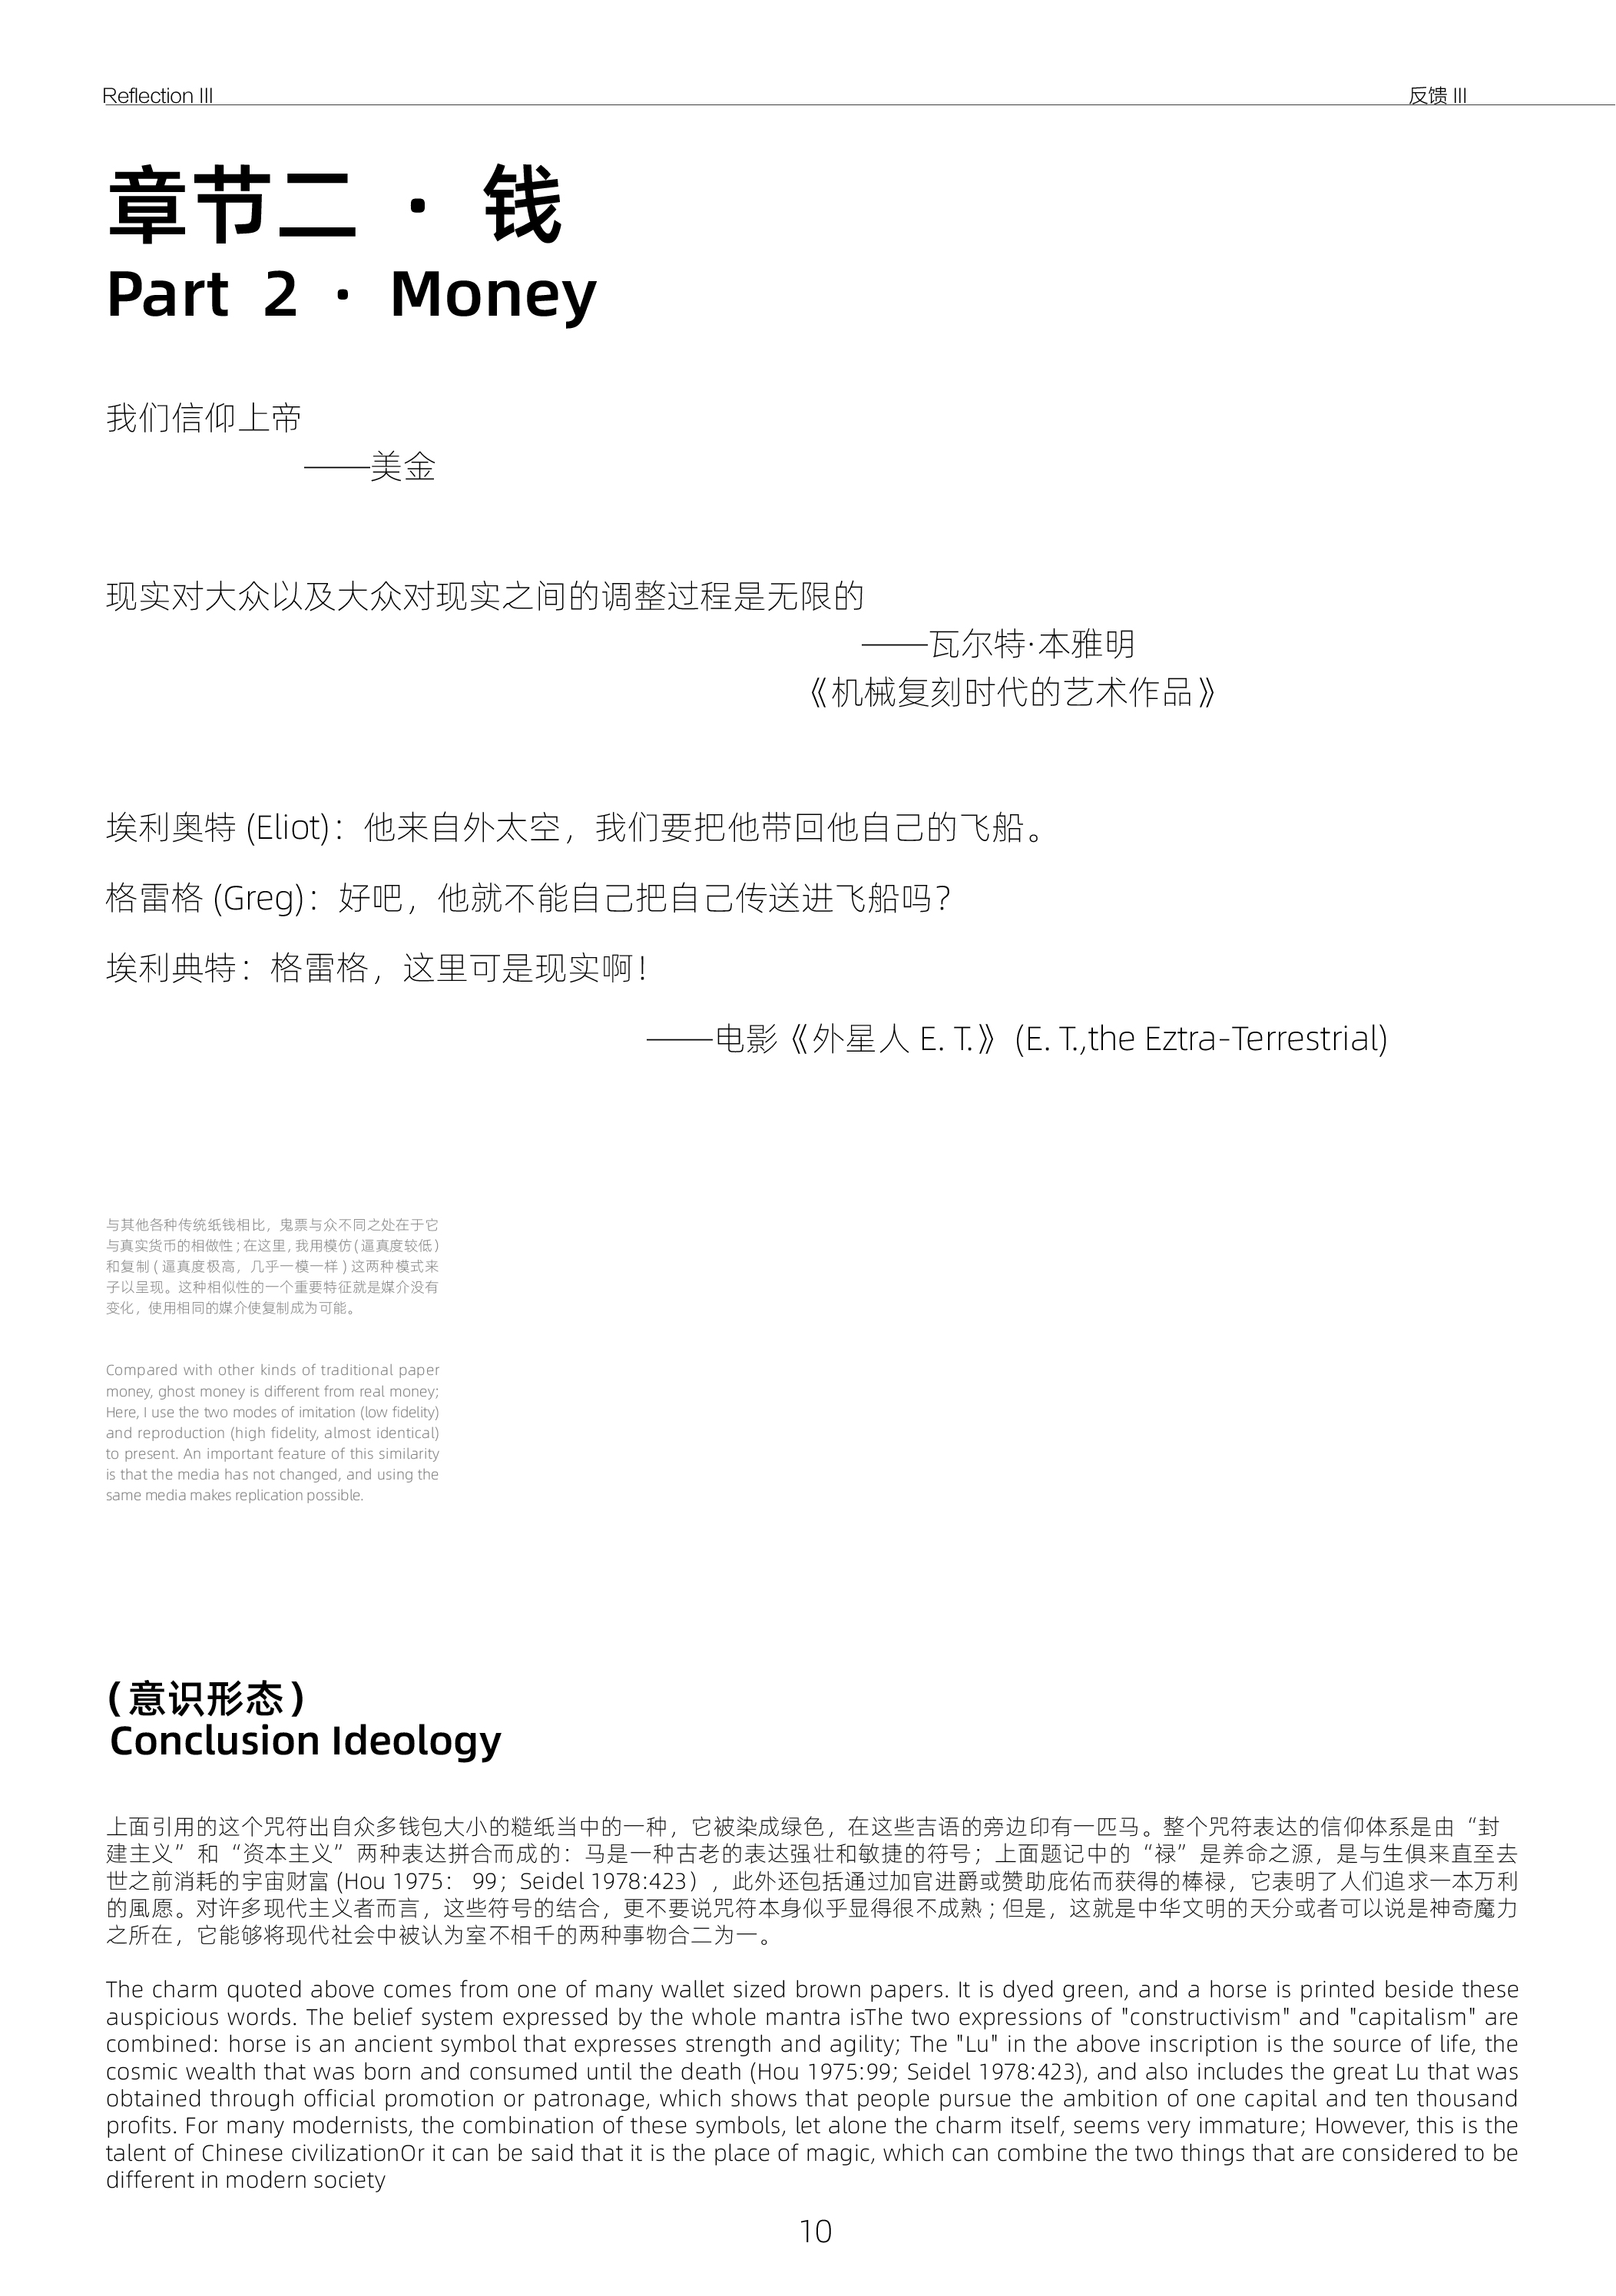 Reflection III
反馈 III
章节二 · 钱
Part 2 · Money
我们信仰上帝
——美金
现实对大众以及大众对现实之间的调整过程是无限的
——瓦尔特·本雅明
《机械复刻时代的艺术作品》
埃利奥特 (Eliot)：他来自外太空，我们要把他带回他自己的飞船。
格雷格 (Greg)：好吧，他就不能自己把自己传送进飞船吗？
埃利典特：格雷格，这里可是现实啊！
——电影《外星人 E. T.》 (E. T.,the Eztra-Terrestrial)
与其他各种传统纸钱相比，鬼票与众不同之处在于它
与真实货币的相做性；在这里，我用模仿(逼真度较低)
和复制 ( 逼真度极高，几乎一模一样 ) 这两种模式来
子以呈现。这种相似性的一个重要特征就是媒介没有
变化，使用相同的媒介使复制成为可能。
Compared with other kinds of traditional paper
money, ghost money is different from real money;
Here, I use the two modes of imitation (low fidelity)
and reproduction (high fidelity, almost identical)
to present. An important feature of this similarity
is that the media has not changed, and using the
same media makes replication possible.
(意识形态)
Conclusion Ideology
上面引用的这个咒符出自众多钱包大小的糙纸当中的一种，它被染成绿色，在这些吉语的旁边印有一匹马。整个咒符表达的信仰体系是由“封
建主义”和“资本主义”两种表达拼合而成的：马是一种古老的表达强壮和敏捷的符号；上面题记中的“禄”是养命之源，是与生俱来直至去
世之前消耗的宇宙财富 (Hou 1975： 99；Seidel 1978:423），此外还包括通过加官进爵或赞助庇佑而获得的棒禄，它表明了人们追求一本万利
的風愿。对许多现代主义者而言，这些符号的结合，更不要说咒符本身似乎显得很不成熟；但是，这就是中华文明的天分或者可以说是神奇魔力
之所在，它能够将现代社会中被认为室不相千的两种事物合二为一。
The charm quoted above comes from one of many wallet sized brown papers. It is dyed green, and a horse is printed beside these
auspicious words. The belief system expressed by the whole mantra isThe two expressions of "constructivism" and "capitalism" are
combined: horse is an ancient symbol that expresses strength and agility; The "Lu" in the above inscription is the source of life, the
cosmic wealth that was born and consumed until the death (Hou 1975:99; Seidel 1978:423), and also includes the great Lu that was
obtained through official promotion or patronage, which shows that people pursue the ambition of one capital and ten thousand
profits. For many modernists, the combination of these symbols, let alone the charm itself, seems very immature; However, this is the
talent of Chinese civilizationOr it can be said that it is the place of magic, which can combine the two things that are considered to be
different in modern society
10